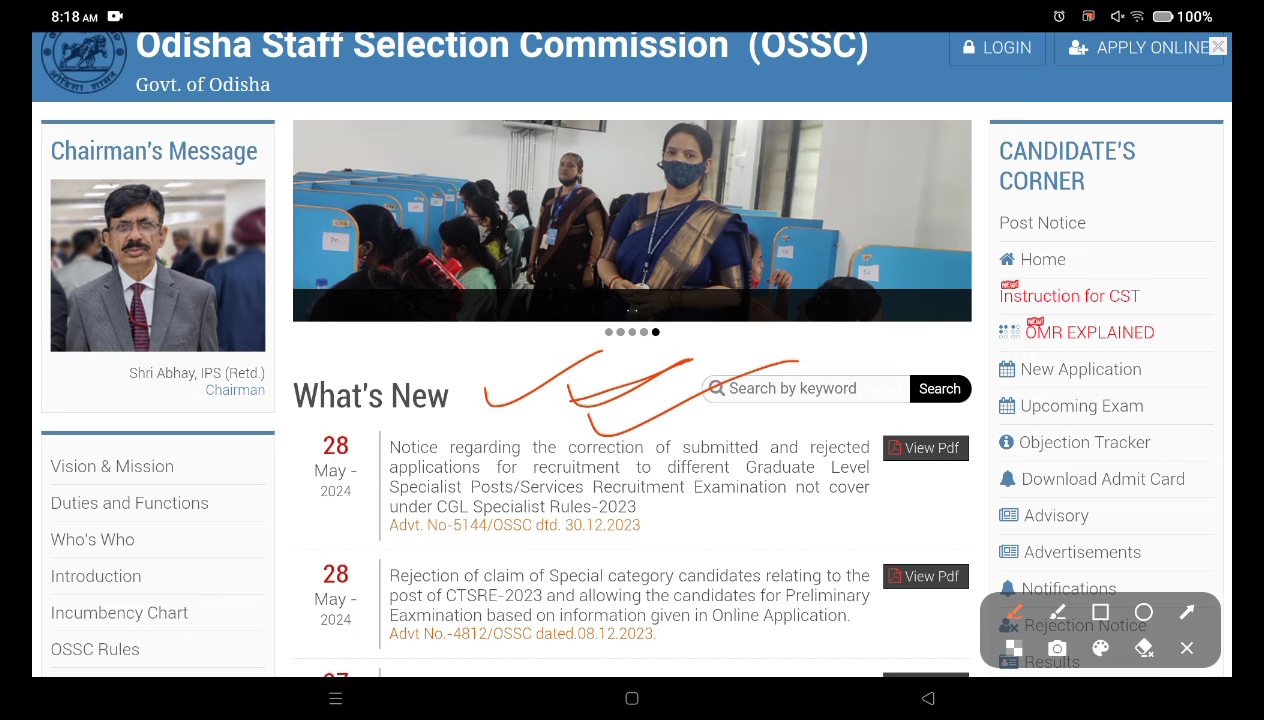 8:18 AM
100%
Odisha Staff Selection Commission (OSSC)
Govt. of Odisha
LOGIN
APPLY ONLINE
Chairman's Message
Shri Abhay, IPS (Retd.)
Chairman
Vision & Mission
Duties and Functions
Who's Who
Introduction
Incumbency Chart
OSSC Rules
. .
What's New
Search by keyword
Search
28
May -
2024
Notice regarding the correction of submitted and rejected
applications for recruitment to different Graduate Level
Specialist Posts/Services Recruitment Examination not cover
under CGL Specialist Rules-2023
Advt. No-5144/OSSC dtd. 30.12.2023
View Pdf
28
May -
2024
Rejection of claim of Special category candidates relating to the
post of CTSRE-2023 and allowing the candidates for Preliminary
Eaxmination based on information given in Online Application.
Advt No.-4812/OSSC dated.08.12.2023.
View Pdf
CANDIDATE'S
CORNER
Post Notice
Home
NEW!
Instruction for CST
NEW!
OMR EXPLAINED
New Application
Upcoming Exam
Objection Tracker
Download Admit Card
Advisory
Advertisements
Notifications
Rejection Notice
Results